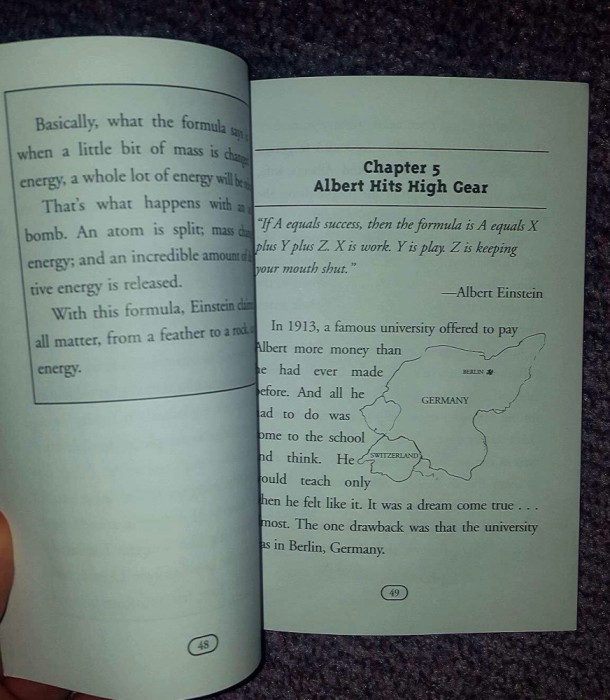 Basically, what the formula
when a little bit of mass is
energy, a whole lot of energy will
That's what happens with
bomb. An atom is split; mass
energy; and an incredible amount
tive energy is released.
With this formula, Einstein
all matter, from a feather to a rock,
energy.
48
Chapter 5
Albert Hits High Gear
"If A equals success, then the formula is A equals X
plus Y plus Z. X is work. Y is play. Z is keeping
your mouth shut."
—Albert Einstein
In 1913, a famous university offered to pay
Albert more money than
he had ever made
before. And all he
had to do was
come to the school
and think. He
would teach only
when he felt like it. It was a dream come true . . .
almost. The one drawback was that the university
was in Berlin, Germany.
BERLIN
GERMANY
SWITZERLAND
49